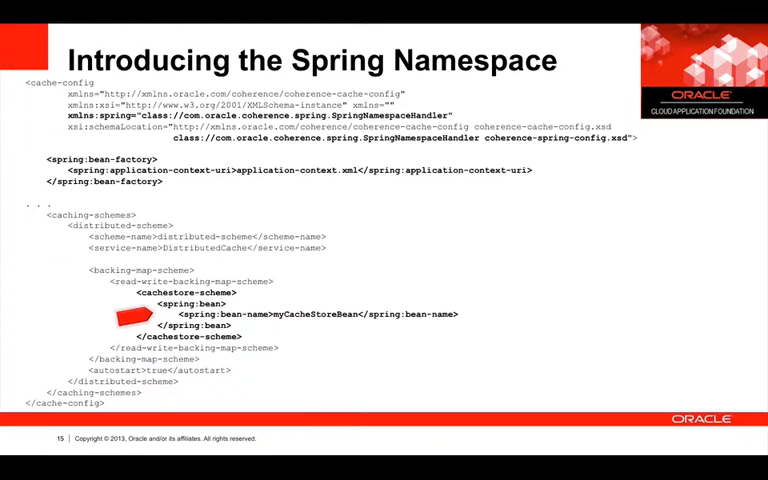 Introducing the Spring Namespace
ORACLE
CLOUD APPLICATION FOUNDATION
<cache-config
xmlns="http://xmlns.oracle.com/coherence/coherence-cache-config"
xmlns:xsi="http://www.w3.org/2001/XMLSchema-instance" xmlns=""
xmlns:spring="class://com.oracle.coherence.spring.SpringNamespaceHandler"
xsi:schemaLocation="http://xmlns.oracle.com/coherence/coherence-cache-config coherence-cache-config.xsd
class://com.oracle.coherence.spring.SpringNamespaceHandler coherence-spring-config.xsd">
<spring:bean-factory>
<spring:application-context-uri>application-context.xml</spring:application-context-uri>
</spring:bean-factory>
. . .
<caching-schemes>
<distributed-scheme>
<scheme-name>distributed-scheme</scheme-name>
<service-name>DistributedCache</service-name>
<backing-map-scheme>
<read-write-backing-map-scheme>
<cachestore-scheme>
<spring:bean>
<spring:bean-name>myCacheStoreBean</spring:bean-name>
</spring:bean>
</cachestore-scheme>
</read-write-backing-map-scheme>
</backing-map-scheme>
<autostart>true</autostart>
</distributed-scheme>
</caching-schemes>
</cache-config>
ORACLE
15 | Copyright © 2013, Oracle and/or its affiliates. All rights reserved.